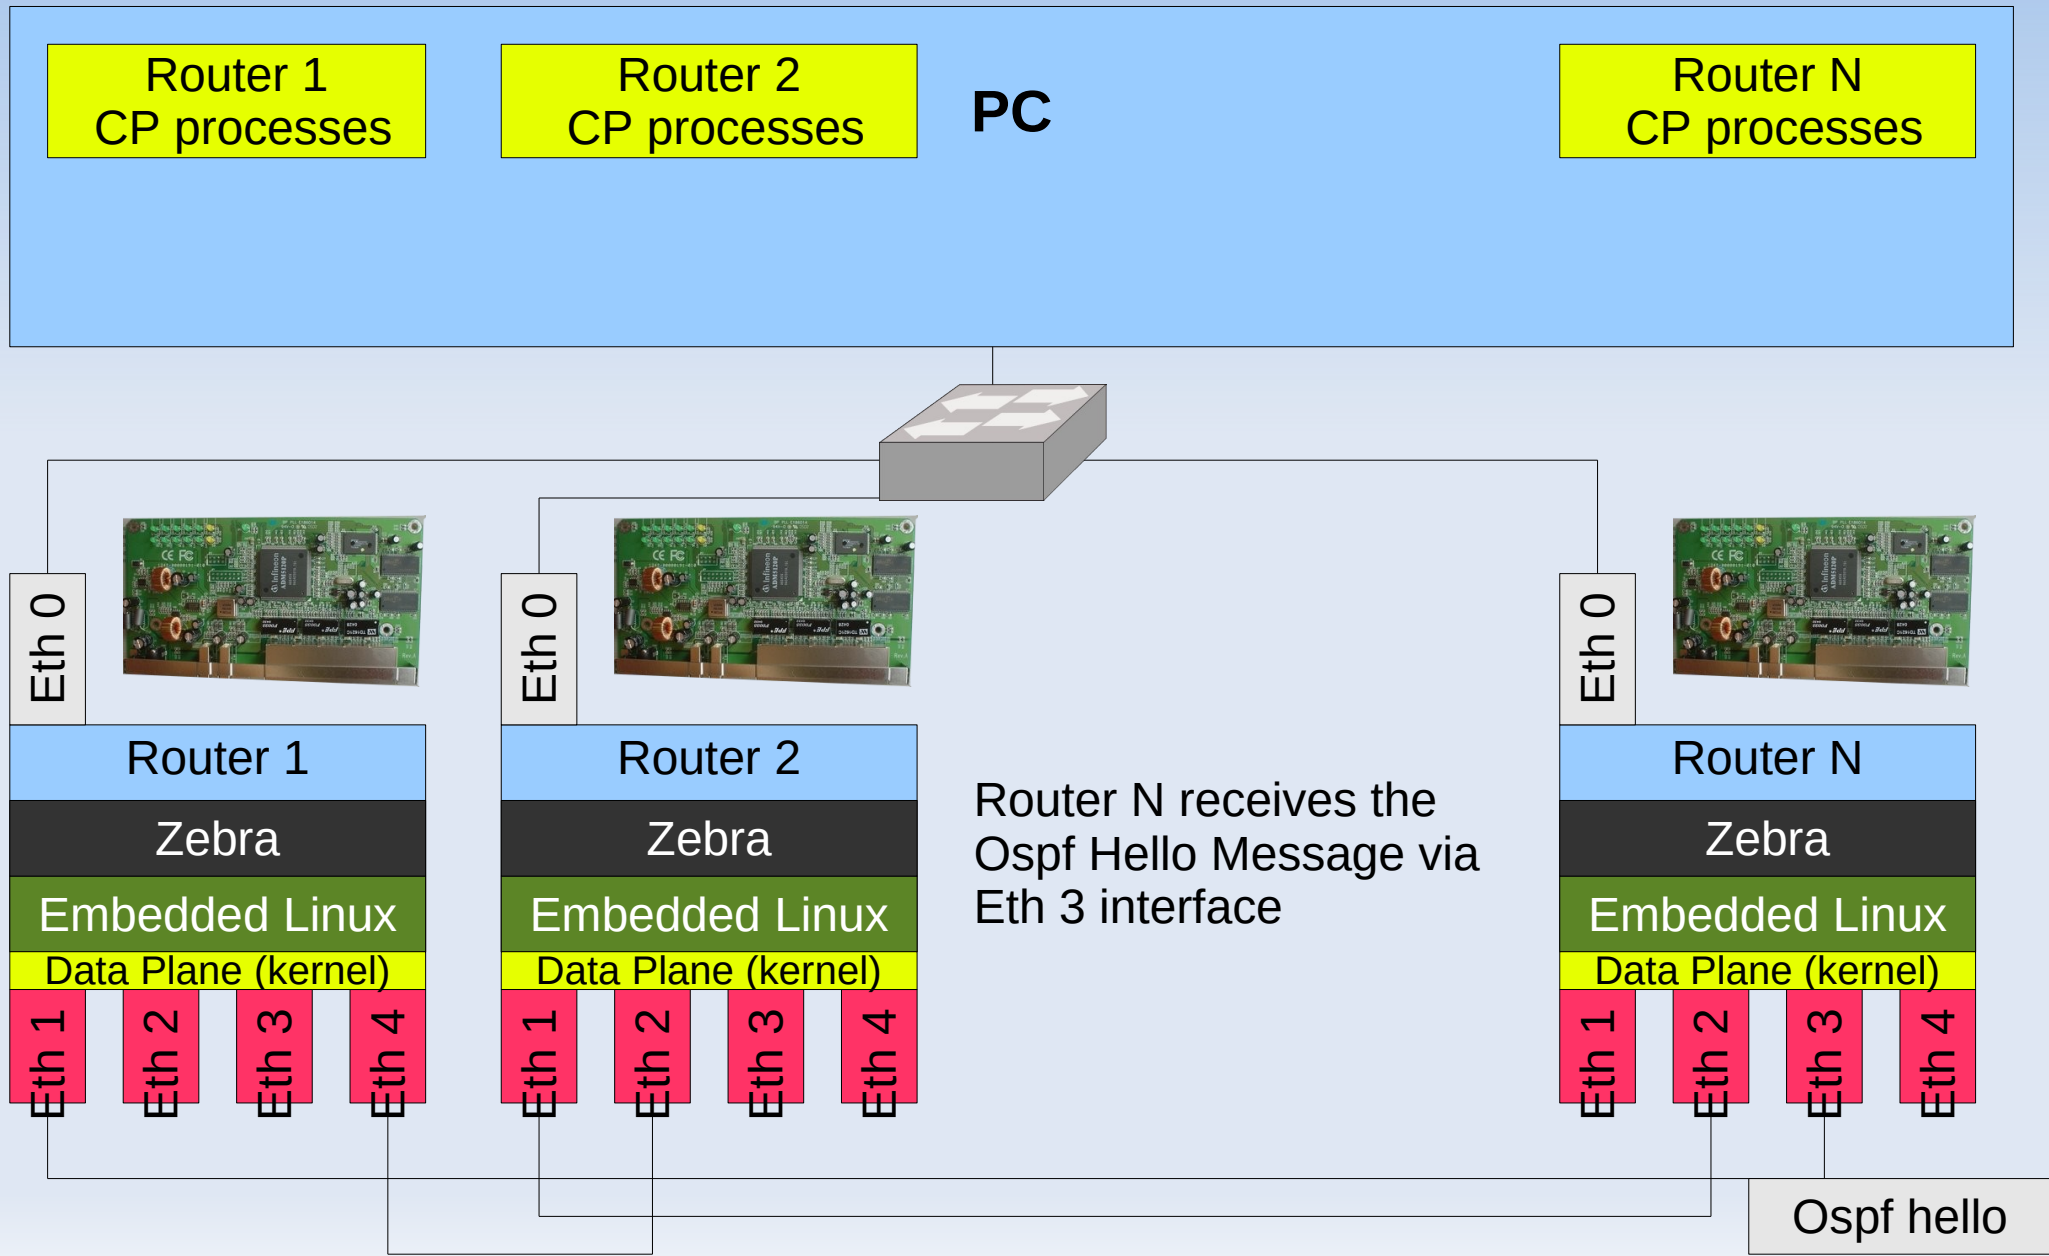 Router 1
CP processes
Router 2
CP processes
PC
Router N
CP processes
Eth 0
Eth 0
Eth 0
Router 1
Zebra
Embedded Linux
Data Plane (kernel)
Eth 1
Eth 2
Eth 3
Eth 4
Router 2
Zebra
Embedded Linux
Data Plane (kernel)
Eth 1
Eth 2
Eth 3
Eth 4
Router N receives the
Ospf Hello Message via
Eth 3 interface
Router N
Zebra
Embedded Linux
Data Plane (kernel)
Eth 1
Eth 2
Eth 3
Eth 4
Ospf hello